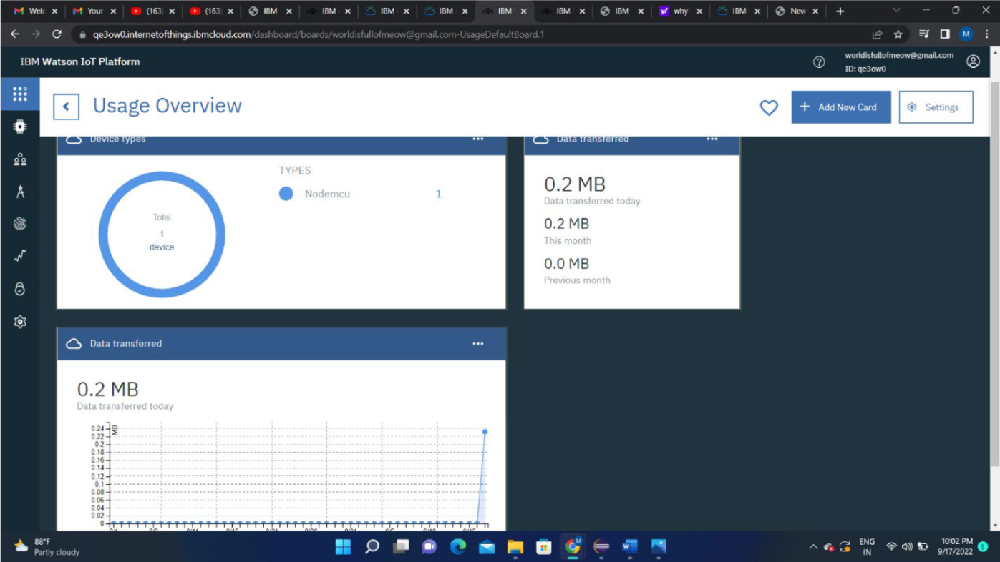 Welc
Your
(163)
(163)
IBM
IBM
IBM
IBM
IBM
IBM
IBM
why
IBM
New
qe3ow0.internetofthings.ibmcloud.com/dashboard/boards/worldisfullofmeow@gmail.com-UsageDefaultBoard.1
M
IBM Watson IoT Platform
worldisfullofmeow@gmail.com
ID: qe3ow0
Usage Overview
+ Add New Card
Settings
Device types
Data transferred
TYPES
Nodemcu 1
Total
1
device
0.2 MB
Data transferred today
0.2 MB
This month
0.0 MB
Previous month
Data transferred
0.2 MB
Data transferred today
MB
0.24
0.22
0.2
0.18
0.16
0.14
0.12
0.1
0.08
0.06
0.04
0.02
0
88°F
Partly cloudy
ENG
IN
10:02 PM
9/17/2022
5